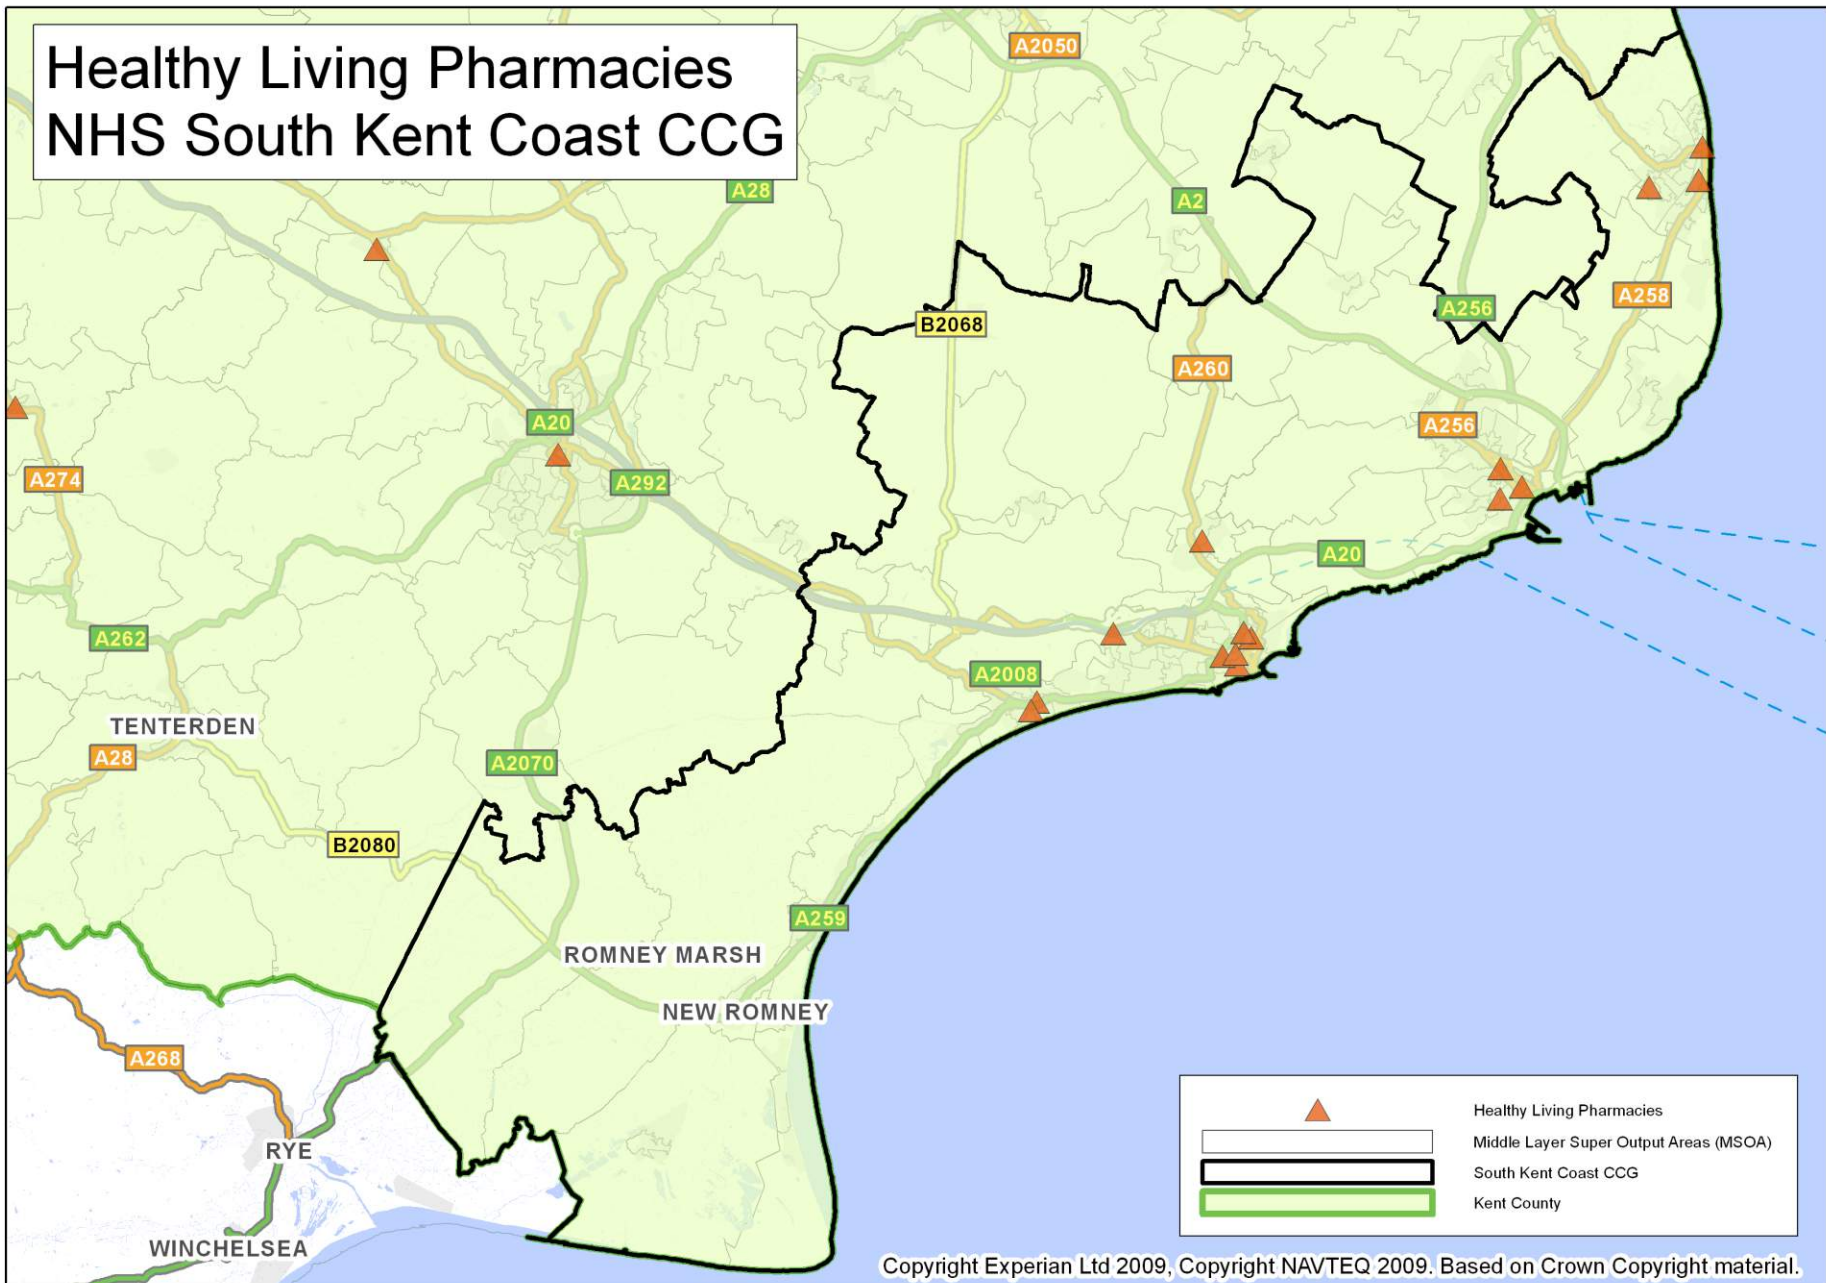 Healthy Living Pharmacies
NHS South Kent Coast CCG
A2050
A28
A2
A256
A258
B2068
A260
A20
A256
A274
A292
A20
A262
A2008
TENTERDEN
A28
A2070
B2080
A259
ROMNEY MARSH
NEW ROMNEY
A268
RYE
WINCHELSEA
Healthy Living Pharmacies
Middle Layer Super Output Areas (MSOA)
South Kent Coast CCG
Kent County
Copyright Experian Ltd 2009, Copyright NAVTEQ 2009. Based on Crown Copyright material.